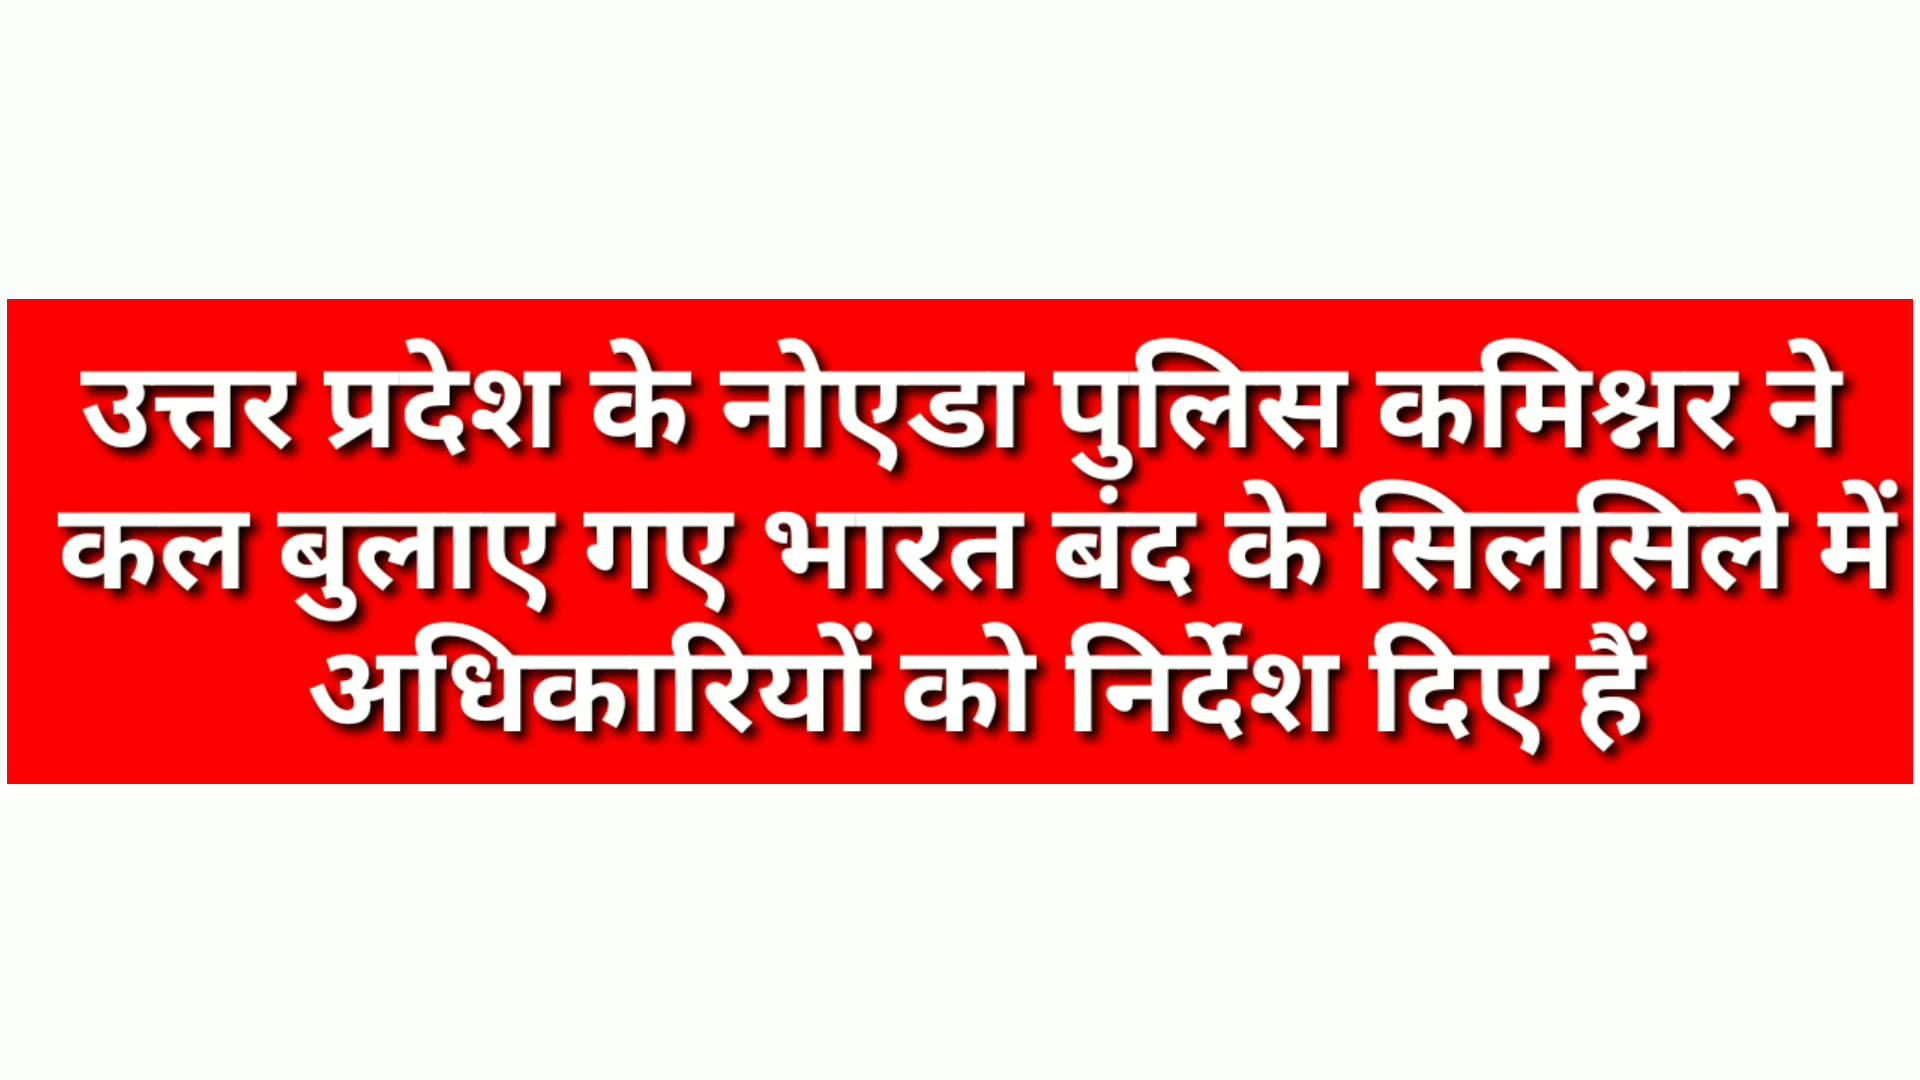 उत्तर प्रदेश के नोएडा पुलिस कमिश्नर ने
कल बुलाए गए भारत बंद के सिलसिले में
अधिकारियों को निर्देश दिए हैं